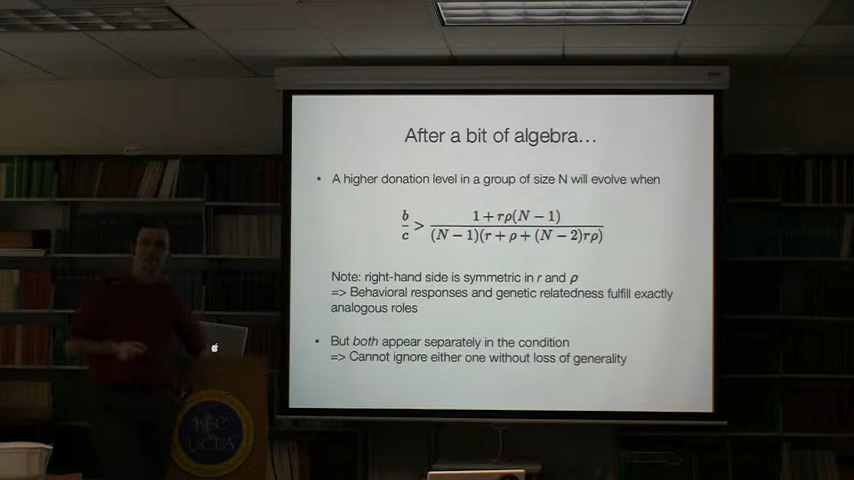 After a bit of algebra...
• A higher donation level in a group of size N will evolve when
b/c > (1 + rρ(N − 1)) / ((N − 1)(r + ρ + (N − 2)rρ))
Note: right-hand side is symmetric in r and ρ
=> Behavioral responses and genetic relatedness fulfill exactly
analogous roles
• But both appear separately in the condition
=> Cannot ignore either one without loss of generality
UCLA